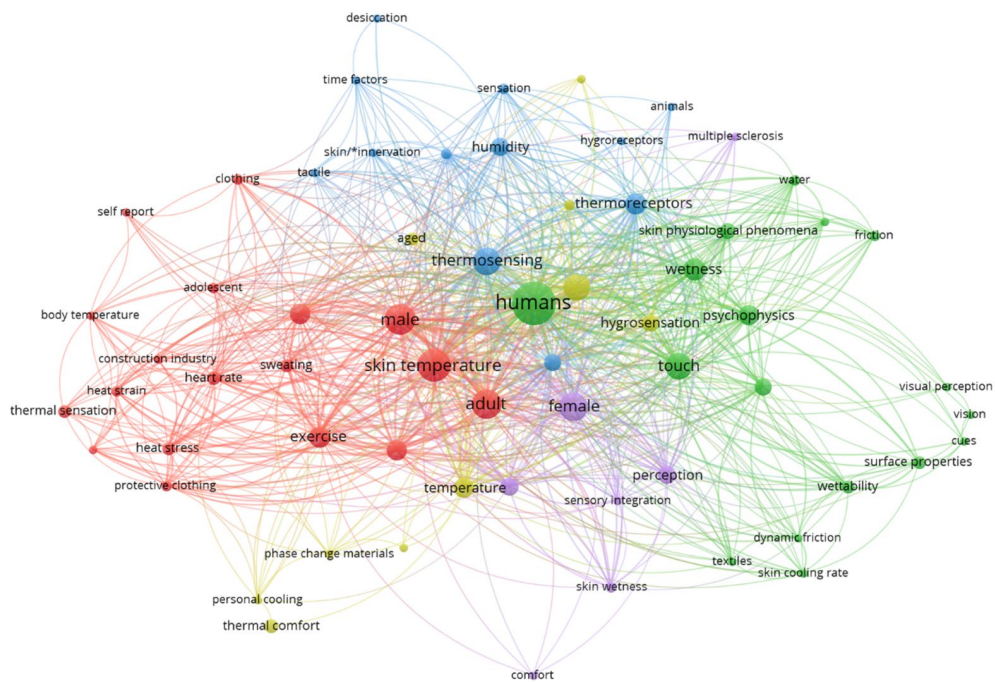 desiccation
time factors
sensation
animals
multiple sclerosis
hygroreceptors
humidity
skin/*innervation
tactile
clothing
water
thermoreceptors
self report
skin physiological phenomena
friction
aged
thermosensing
wetness
adolescent
humans
body temperature
psychophysics
male
hygrosensation
construction industry
sweating
skin temperature
touch
heart rate
heat strain
visual perception
thermal sensation
adult
female
vision
exercise
cues
heat stress
surface properties
perception
protective clothing
temperature
wettability
sensory integration
dynamic friction
phase change materials
textiles
skin cooling rate
skin wetness
personal cooling
thermal comfort
comfort